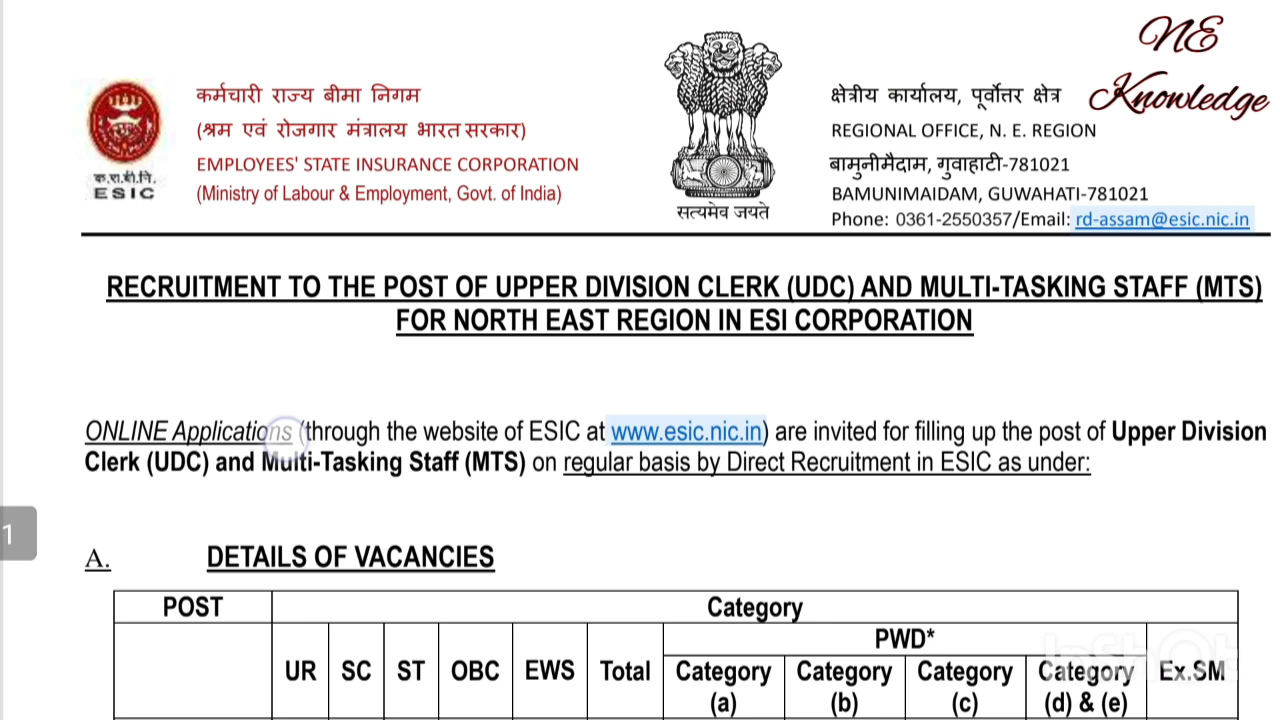 NE
Knowledge
कर्मचारी राज्य बीमा निगम
(श्रम एवं रोजगार मंत्रालय भारत सरकार)
EMPLOYEES' STATE INSURANCE CORPORATION
(Ministry of Labour & Employment, Govt. of India)
क.रा.बी.नि.
ESIC
सत्यमेव जयते
क्षेत्रीय कार्यालय, पूर्वोत्तर क्षेत्र
REGIONAL OFFICE, N. E. REGION
बामुनीमैदाम, गुवाहाटी-781021
BAMUNIMAIDAM, GUWAHATI-781021
Phone: 0361-2550357/Email: rd-assam@esic.nic.in
RECRUITMENT TO THE POST OF UPPER DIVISION CLERK (UDC) AND MULTI-TASKING STAFF (MTS)
FOR NORTH EAST REGION IN ESI CORPORATION
ONLINE Applications (through the website of ESIC at www.esic.nic.in) are invited for filling up the post of Upper Division
Clerk (UDC) and Multi-Tasking Staff (MTS) on regular basis by Direct Recruitment in ESIC as under:
1
A. DETAILS OF VACANCIES
POST Category
PWD*
UR SC ST OBC EWS Total Category Category Category Category Ex.SM
(a) (b) (c) (d) & (e)
InShOt